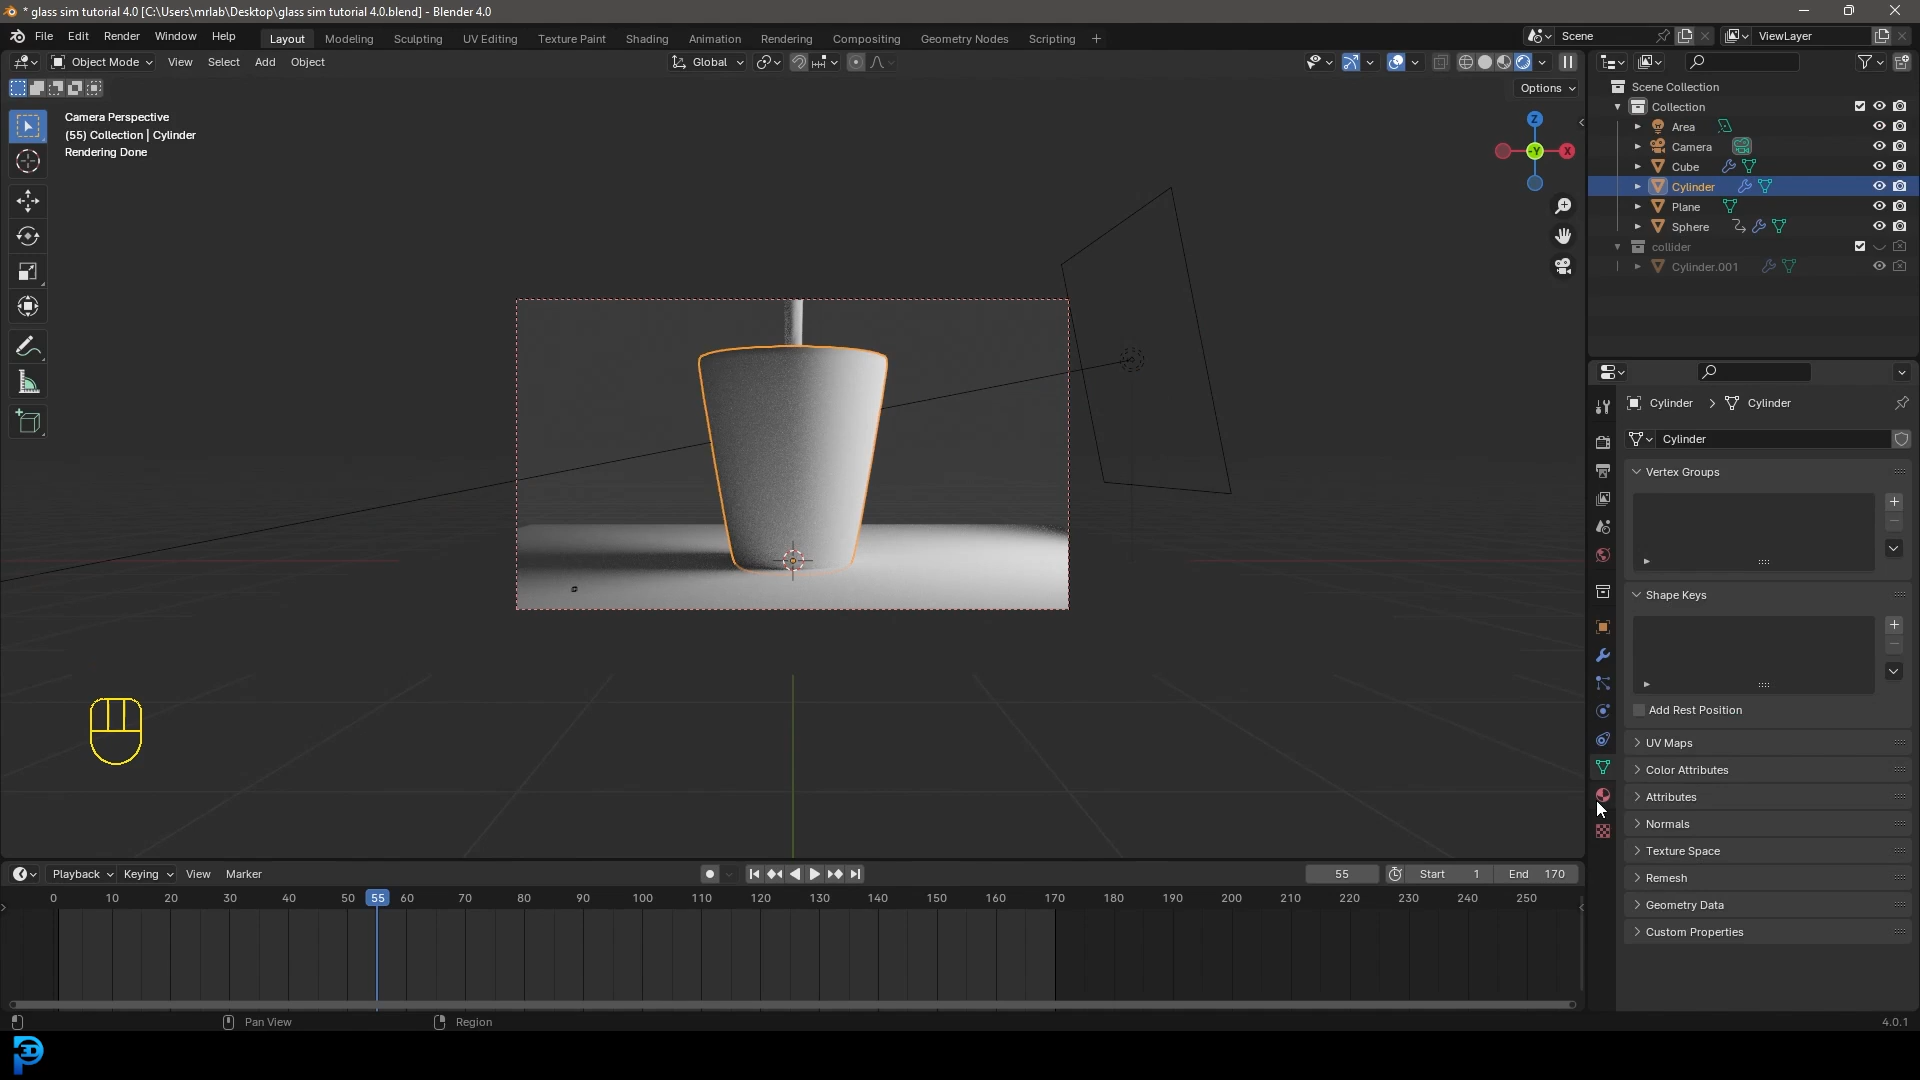 * glass sim tutorial 4.0 [C:\Users\mrlab\Desktop\glass sim tutorial 4.0.blend] - Blender 4.0
File Edit Render Window Help Layout Modeling Sculpting UV Editing Texture Paint Shading Animation Rendering Compositing Geometry Nodes Scripting + Scene ViewLayer
Object Mode View Select Add Object Global
Options
Camera Perspective
(55) Collection | Cylinder
Rendering Done
Z
-Y X
Scene Collection
Collection
Area
Camera
Cube
Cylinder
Plane
Sphere
collider
Cylinder.001
Cylinder > Cylinder
Cylinder
Vertex Groups
Shape Keys
Add Rest Position
UV Maps
Color Attributes
Attributes
Normals
Texture Space
Remesh
Geometry Data
Custom Properties
Playback Keying View Marker 55 Start 1 End 170
0 10 20 30 40 50 55 60 70 80 90 100 110 120 130 140 150 160 170 180 190 200 210 220 230 240 250
Pan View Region 4.0.1
3D